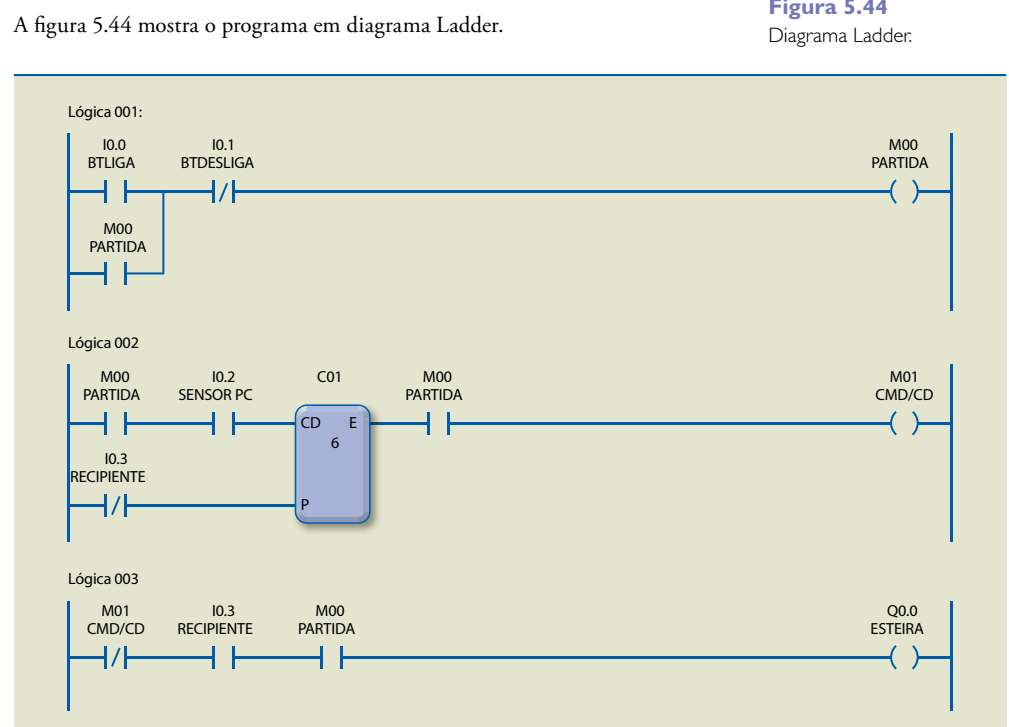 A figura 5.44 mostra o programa em diagrama Ladder.
Figura 5.44
Diagrama Ladder.
Lógica 001:
I0.0 I0.1 M00
BTLIGA BTDESLIGA PARTIDA
M00
PARTIDA
Lógica 002
M00 I0.2 C01 M00 M01
PARTIDA SENSOR PC PARTIDA CMD/CD
CD E
6
I0.3
RECIPIENTE
P
Lógica 003
M01 I0.3 M00 Q0.0
CMD/CD RECIPIENTE PARTIDA ESTEIRA